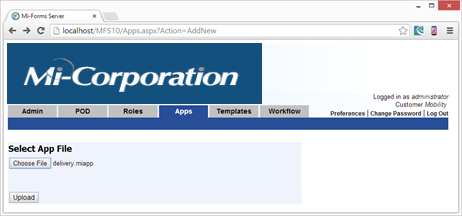 Mi-Forms Server
localhost/MFS10/Apps.aspx?Action=AddNew
Mi-Corporation
Logged in as administrator
Customer Mobility
Preferences | Change Password | Log Out
Admin POD Roles Apps Templates Workflow
Select App File
Choose File delivery.miapp
Upload